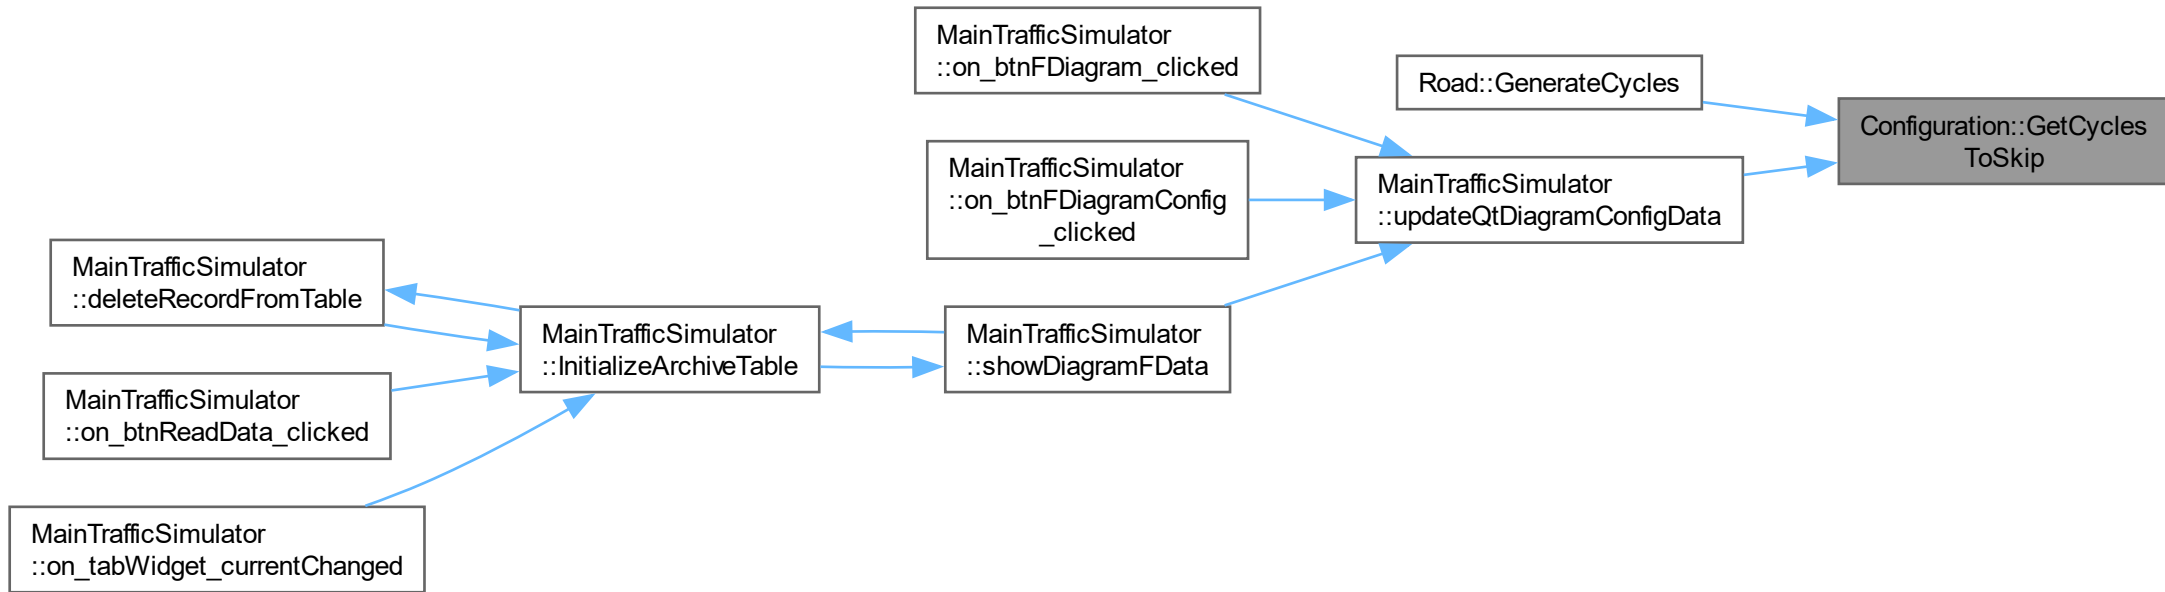 MainTrafficSimulator
::on_btnFDiagram_clicked
Road::GenerateCycles
Configuration::GetCycles
ToSkip
MainTrafficSimulator
::on_btnFDiagramConfig
_clicked
MainTrafficSimulator
::updateQtDiagramConfigData
MainTrafficSimulator
::deleteRecordFromTable
MainTrafficSimulator
::InitializeArchiveTable
MainTrafficSimulator
::showDiagramFData
MainTrafficSimulator
::on_btnReadData_clicked
MainTrafficSimulator
::on_tabWidget_currentChanged